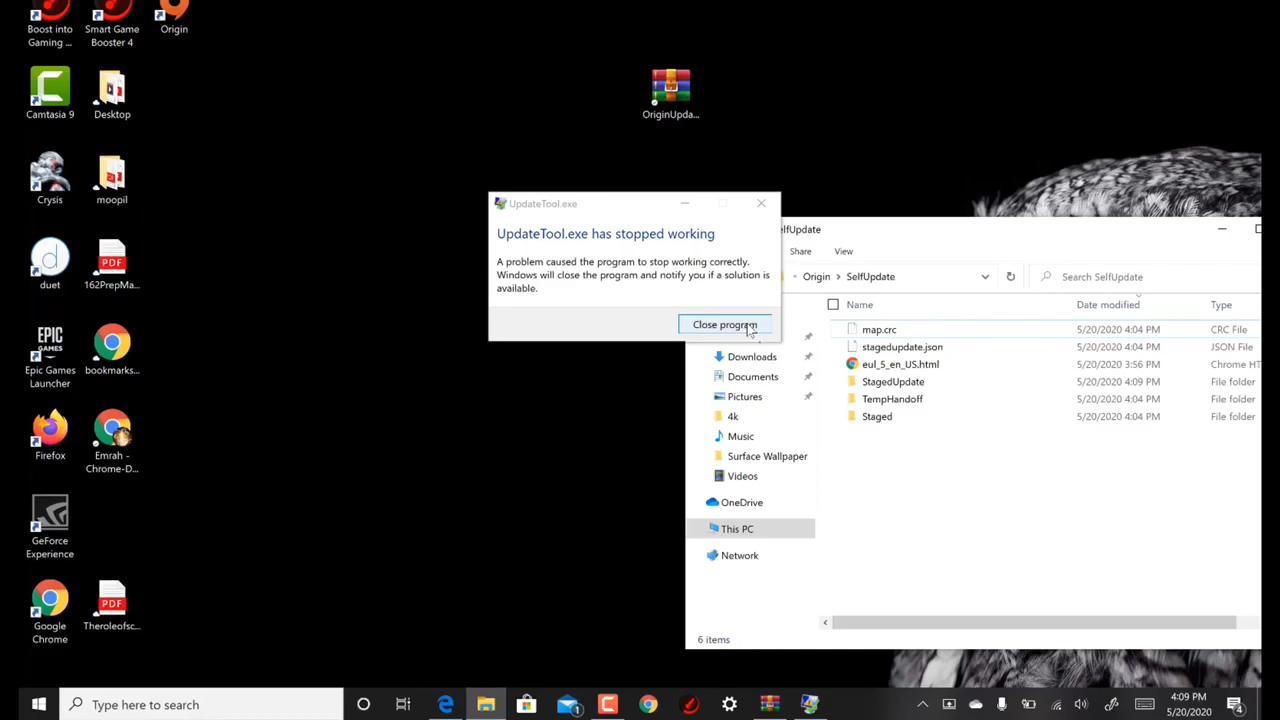 Boost into
Gaming ...
Smart Game
Booster 4
Origin
Camtasia 9
Desktop
OriginUpda...
Crysis
moopil
duet
162PrepMa...
EPIC
GAMES
Epic Games
Launcher
bookmarks...
Firefox
Emrah -
Chrome-D...
GeForce
Experience
Google
Chrome
PDF
PDF
Theroleofsc...
UpdateTool.exe
UpdateTool.exe has stopped working
A problem caused the program to stop working correctly.
Windows will close the program and notify you if a solution is
available.
Close program
elfUpdate
Share
View
Origin
SelfUpdate
Search SelfUpdate
Name
Date modified
Type
map.crc
5/20/2020 4:04 PM
CRC File
stagedupdate.json
5/20/2020 4:04 PM
JSON File
eul_5_en_US.html
5/20/2020 3:56 PM
Chrome HT
StagedUpdate
5/20/2020 4:09 PM
File folder
TempHandoff
5/20/2020 4:04 PM
File folder
Staged
5/20/2020 4:04 PM
File folder
Downloads
Documents
Pictures
4k
Music
Surface Wallpaper
Videos
OneDrive
This PC
Network
6 items
Type here to search
1
4:09 PM
5/20/2020
4